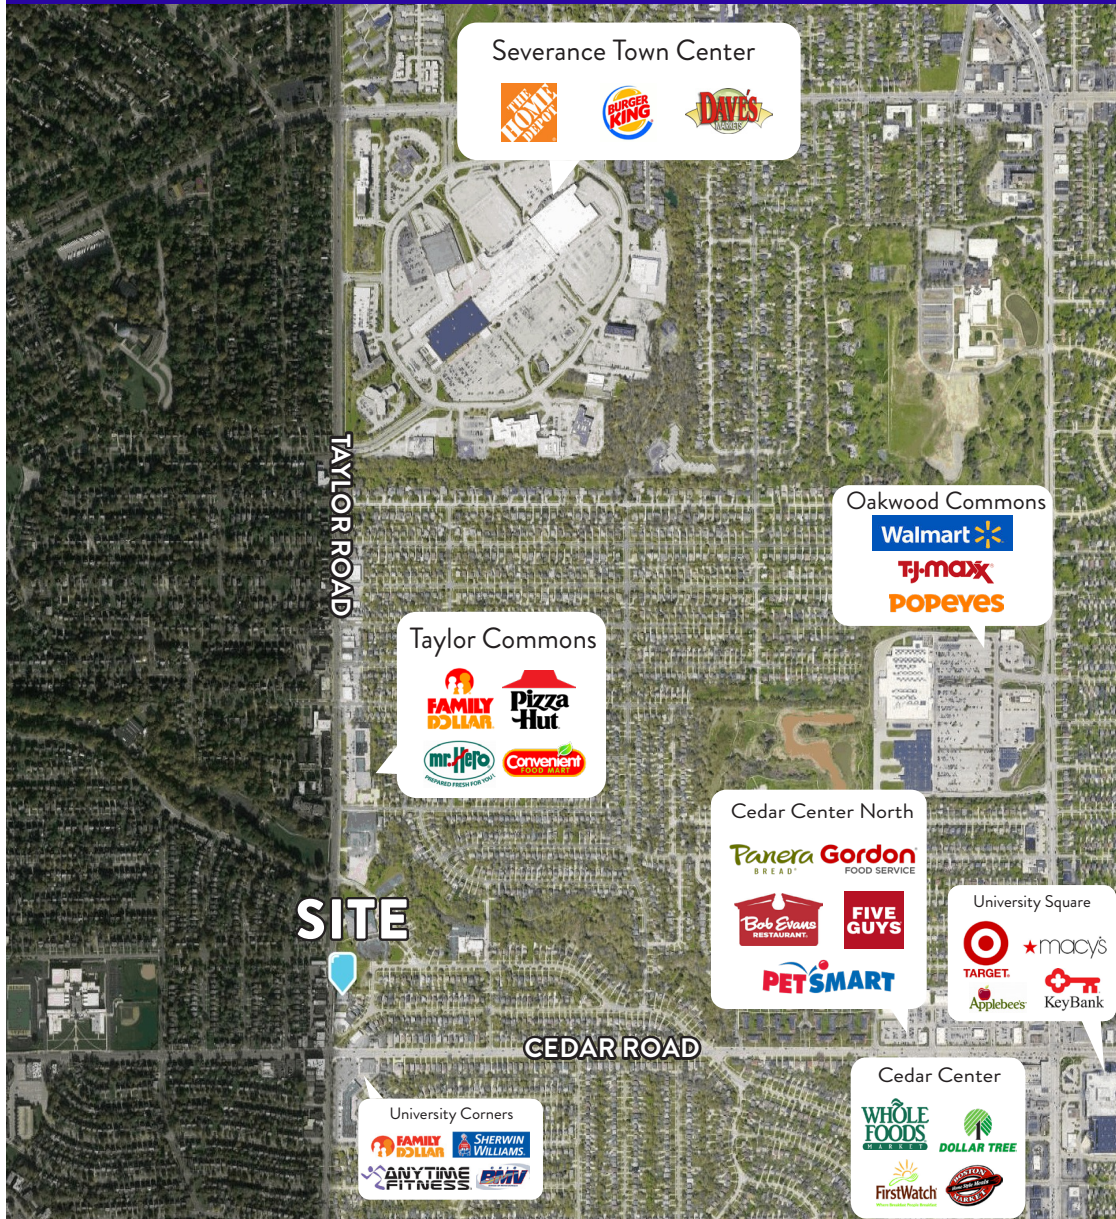 Severance Town Center
THE
HOME
DEPOT
BURGER
KING
DAVE'S
MARKETS
TAYLOR ROAD
Oakwood Commons
Walmart
T·J·maxx
POPEYES
Taylor Commons
FAMILY
DOLLAR
Pizza
Hut
mr. Hero
PREPARED FRESH FOR YOU!
Convenient
FOOD MART
Cedar Center North
Panera
BREAD
Gordon
FOOD SERVICE
Bob Evans
RESTAURANT
FIVE
GUYS
PETSMART
University Square
TARGET
macy's
Applebee's
KeyBank
SITE
CEDAR ROAD
Cedar Center
WHOLE
FOODS
MARKET
DOLLAR TREE
FirstWatch
BOSTON
Home Style Meals
MARKET
University Corners
FAMILY
DOLLAR
SHERWIN
WILLIAMS
ANYTIME
FITNESS
BMV